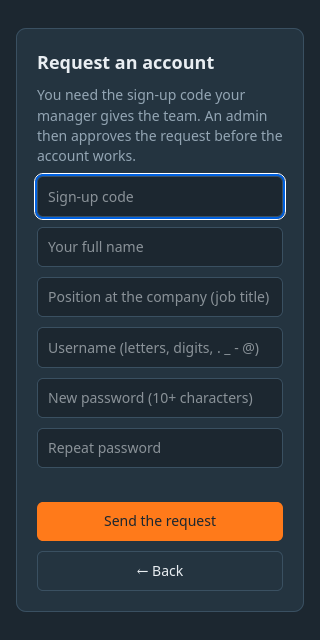 Request an account
You need the sign-up code your
manager gives the team. An admin
then approves the request before the
account works.
Sign-up code
Your full name
Position at the company (job title)
Username (letters, digits, . _ - @)
New password (10+ characters)
Repeat password
Send the request
← Back